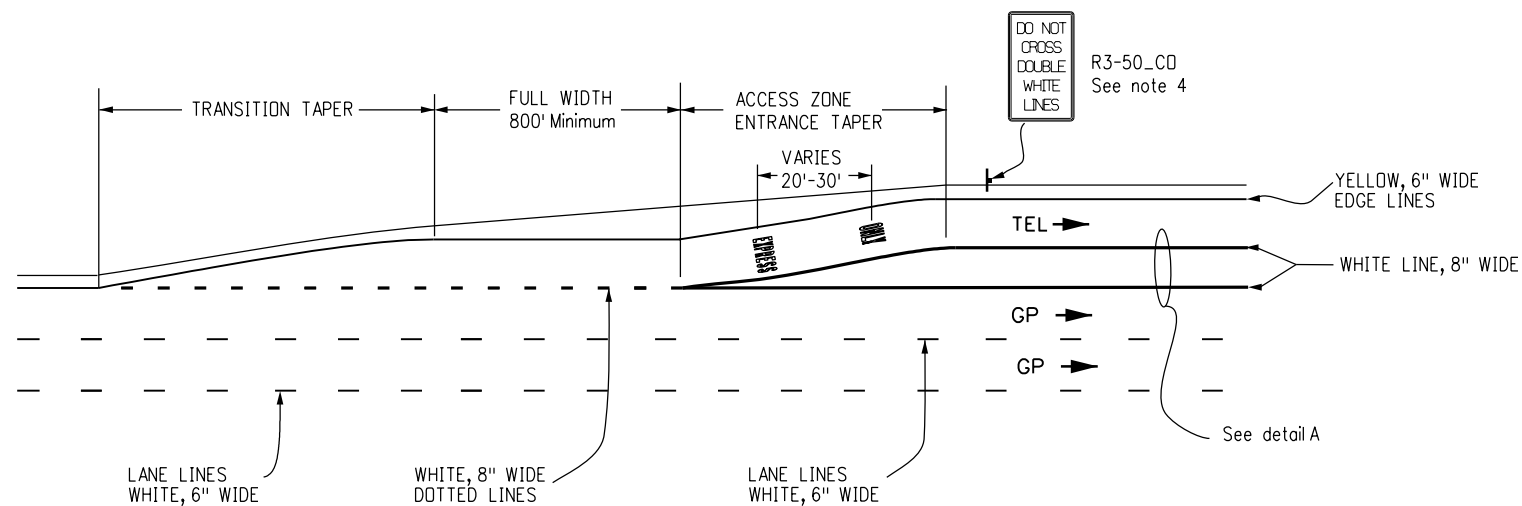 DO NOT
CROSS
DOUBLE
WHITE
LINES
R3-50_CO
See note 4
TRANSITION TAPER
FULL WIDTH
800' Minimum
ACCESS ZONE
ENTRANCE TAPER
VARIES
20'-30'
YELLOW, 6" WIDE
EDGE LINES
TEL
EXPRESS
ONLY
WHITE LINE, 8" WIDE
GP
GP
See detail A
LANE LINES
WHITE, 6" WIDE
WHITE, 8" WIDE
DOTTED LINES
LANE LINES
WHITE, 6" WIDE